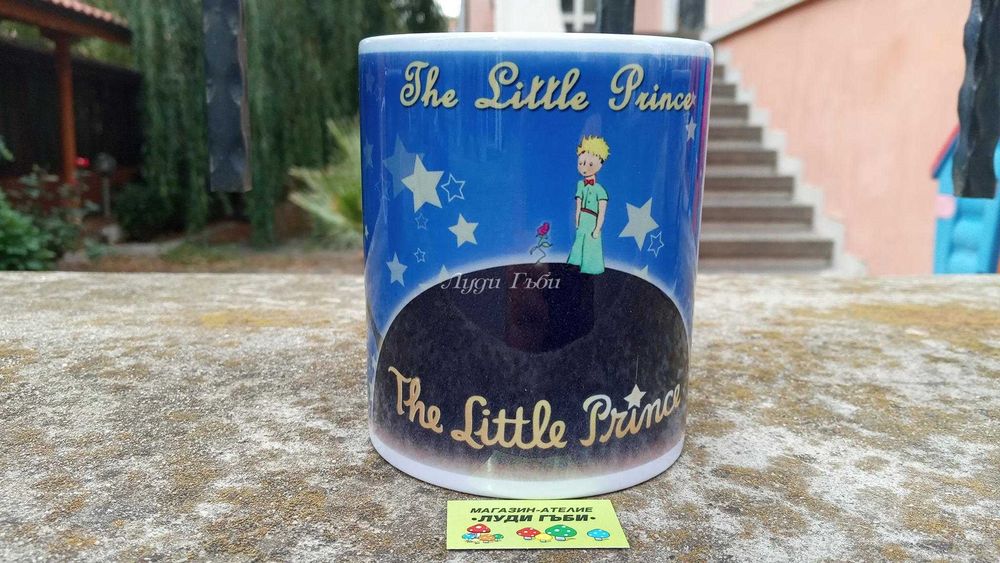 The Little Prince
Луди Гъби
The Little Prince
МАГАЗИН-АТЕЛИЕ
•ЛУДИ ГЪБИ•